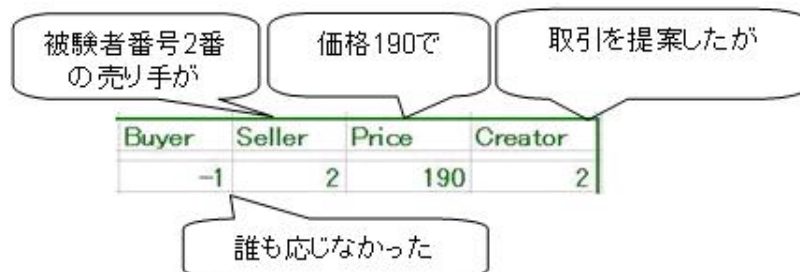 被験者番号2番
の売り手が
価格190で
取引を提案したが
Buyer Seller Price Creator
-1 2 190 2
誰も応じなかった